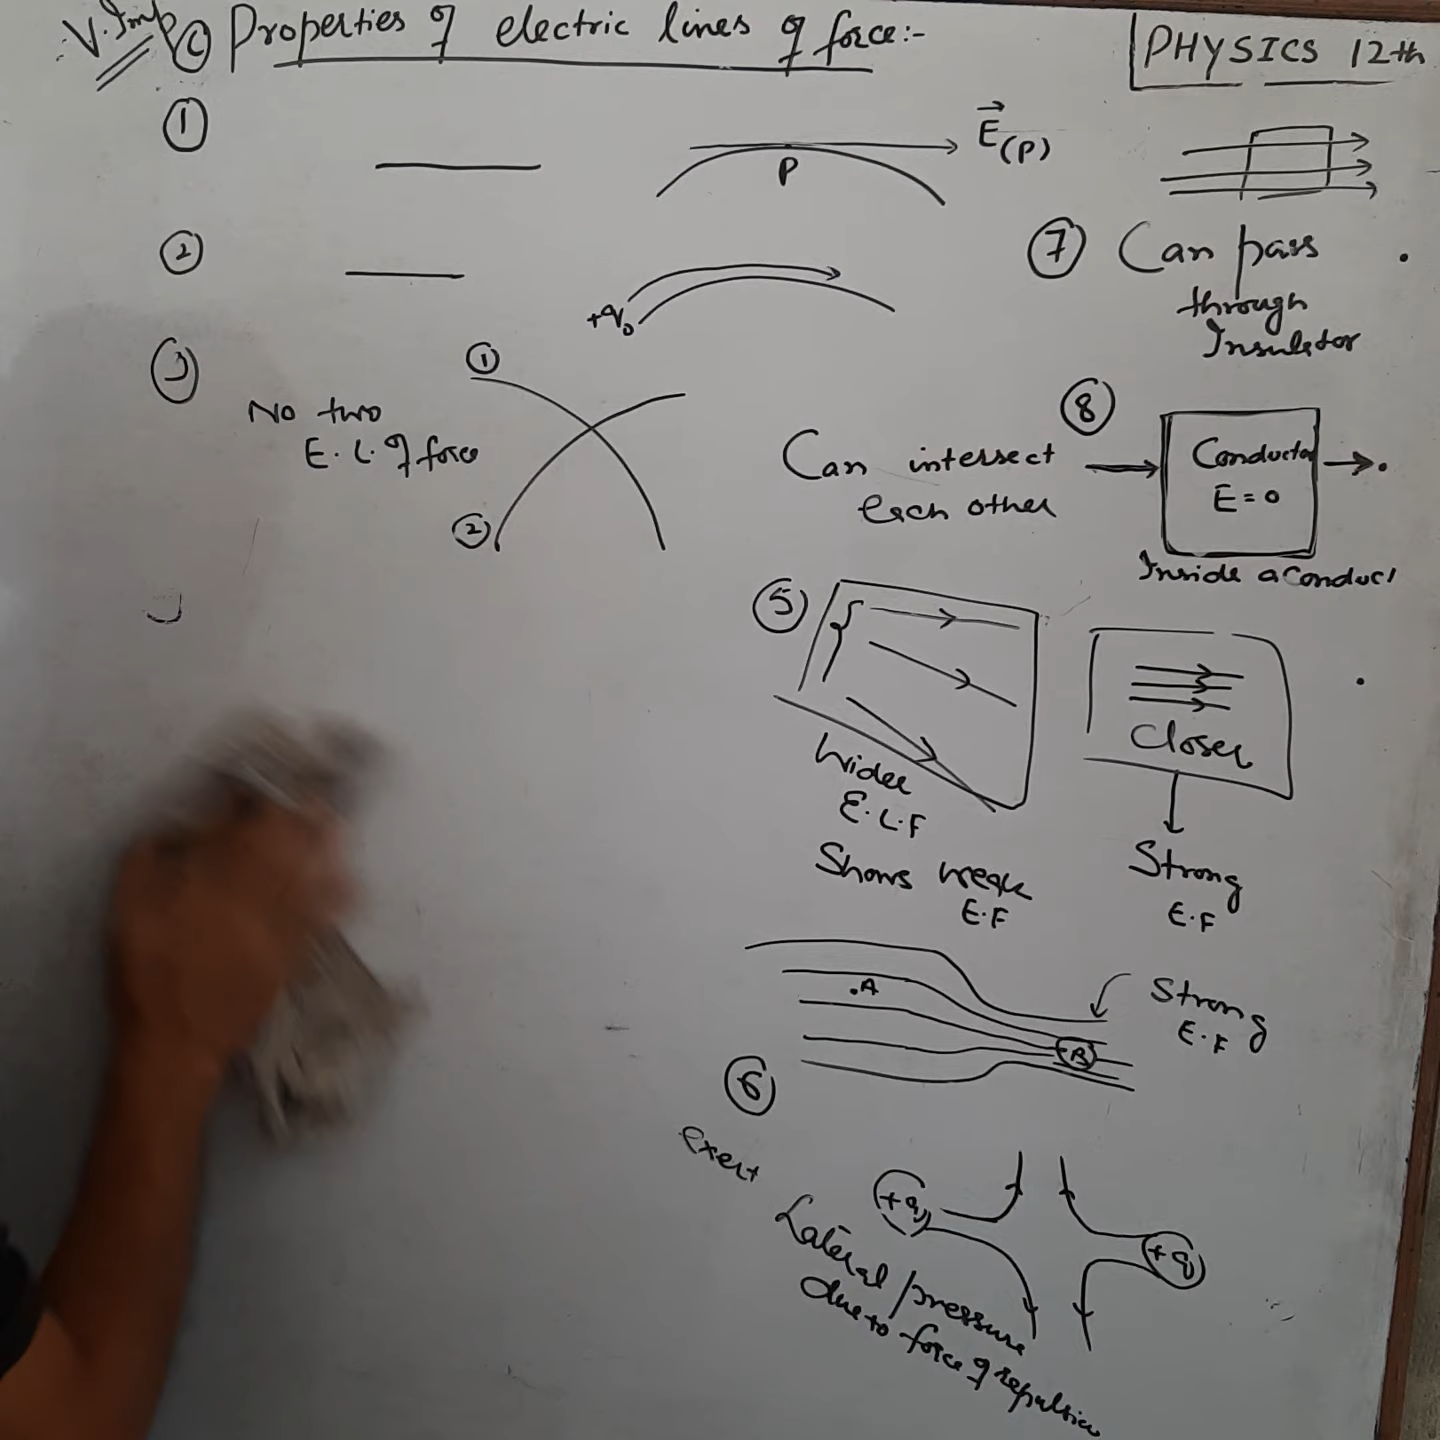 V. Imp (C) Properties of electric lines of force:-
PHYSICS 12th
1
P
E(P)
2
+q₀
7 Can pass
through
Insulator
3
No two
E. L. of force
1
2
Can intersect
each other
8
Conductor
E = 0
Inside a conduct
5
Wider
E.L.F
Shows weak
E.F
Closer
Strong
E.F
.A
B
Strong
E.F
6
Exert
Lateral pressure
due to force of repulsion
+q
+q